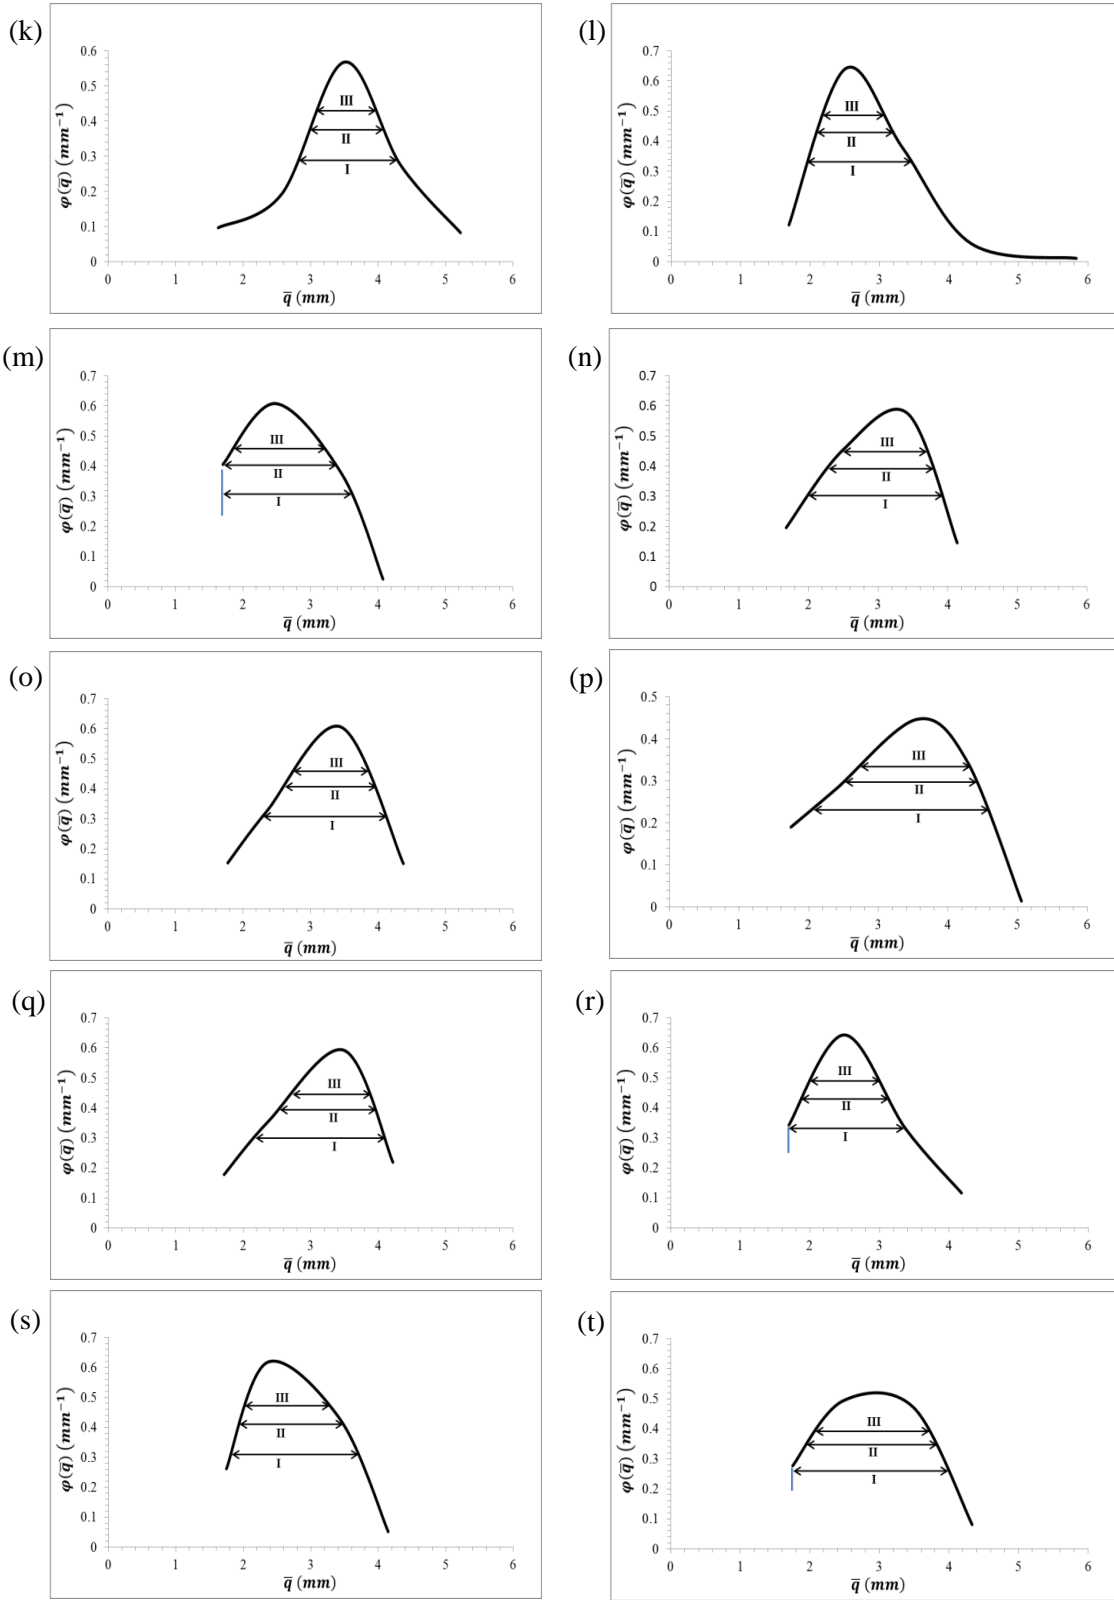 (k)
φ(q̅) (mm⁻¹)
0.6
0.5
0.4
0.3
0.2
0.1
0
III
II
I
0 1 2 3 4 5 6
q̅ (mm)
(l)
φ(q̅) (mm⁻¹)
0.7
0.6
0.5
0.4
0.3
0.2
0.1
0
III
II
I
0 1 2 3 4 5 6
q̅ (mm)
(m)
φ(q̅) (mm⁻¹)
0.7
0.6
0.5
0.4
0.3
0.2
0.1
0
III
II
I
0 1 2 3 4 5 6
q̅ (mm)
(n)
φ(q̅) (mm⁻¹)
0.7
0.6
0.5
0.4
0.3
0.2
0.1
0
III
II
I
0 1 2 3 4 5 6
q̅ (mm)
(o)
φ(q̅) (mm⁻¹)
0.7
0.6
0.5
0.4
0.3
0.2
0.1
0
III
II
I
0 1 2 3 4 5 6
q̅ (mm)
(p)
φ(q̅) (mm⁻¹)
0.5
0.4
0.3
0.2
0.1
0
III
II
I
0 1 2 3 4 5 6
q̅ (mm)
(q)
φ(q̅) (mm⁻¹)
0.7
0.6
0.5
0.4
0.3
0.2
0.1
0
III
II
I
0 1 2 3 4 5 6
q̅ (mm)
(r)
φ(q̅) (mm⁻¹)
0.7
0.6
0.5
0.4
0.3
0.2
0.1
0
III
II
I
0 1 2 3 4 5 6
q̅ (mm)
(s)
φ(q̅) (mm⁻¹)
0.7
0.6
0.5
0.4
0.3
0.2
0.1
0
III
II
I
0 1 2 3 4 5 6
q̅ (mm)
(t)
φ(q̅) (mm⁻¹)
0.7
0.6
0.5
0.4
0.3
0.2
0.1
0
III
II
I
0 1 2 3 4 5 6
q̅ (mm)